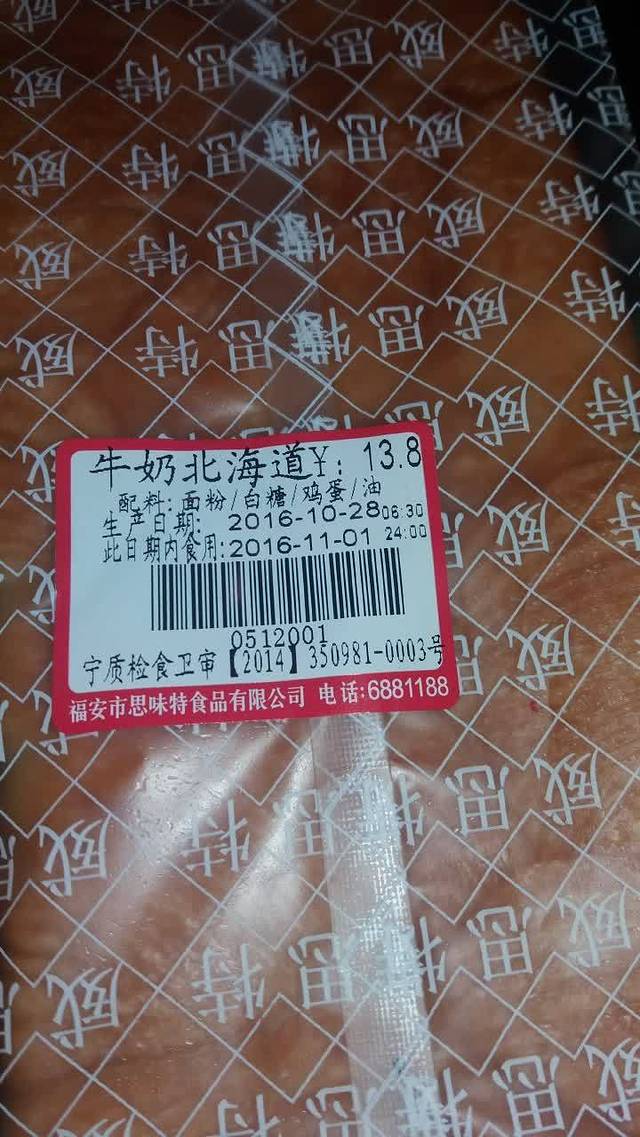 特思威
牛奶北海道¥: 13.8
配料: 面粉/白糖/鸡蛋/油
生产日期: 2016-10-28 06:30
此日期内食用: 2016-11-01 24:00
0512001
宁质检食卫审【2014】350981-0003号
福安市思味特食品有限公司 电话:6881188